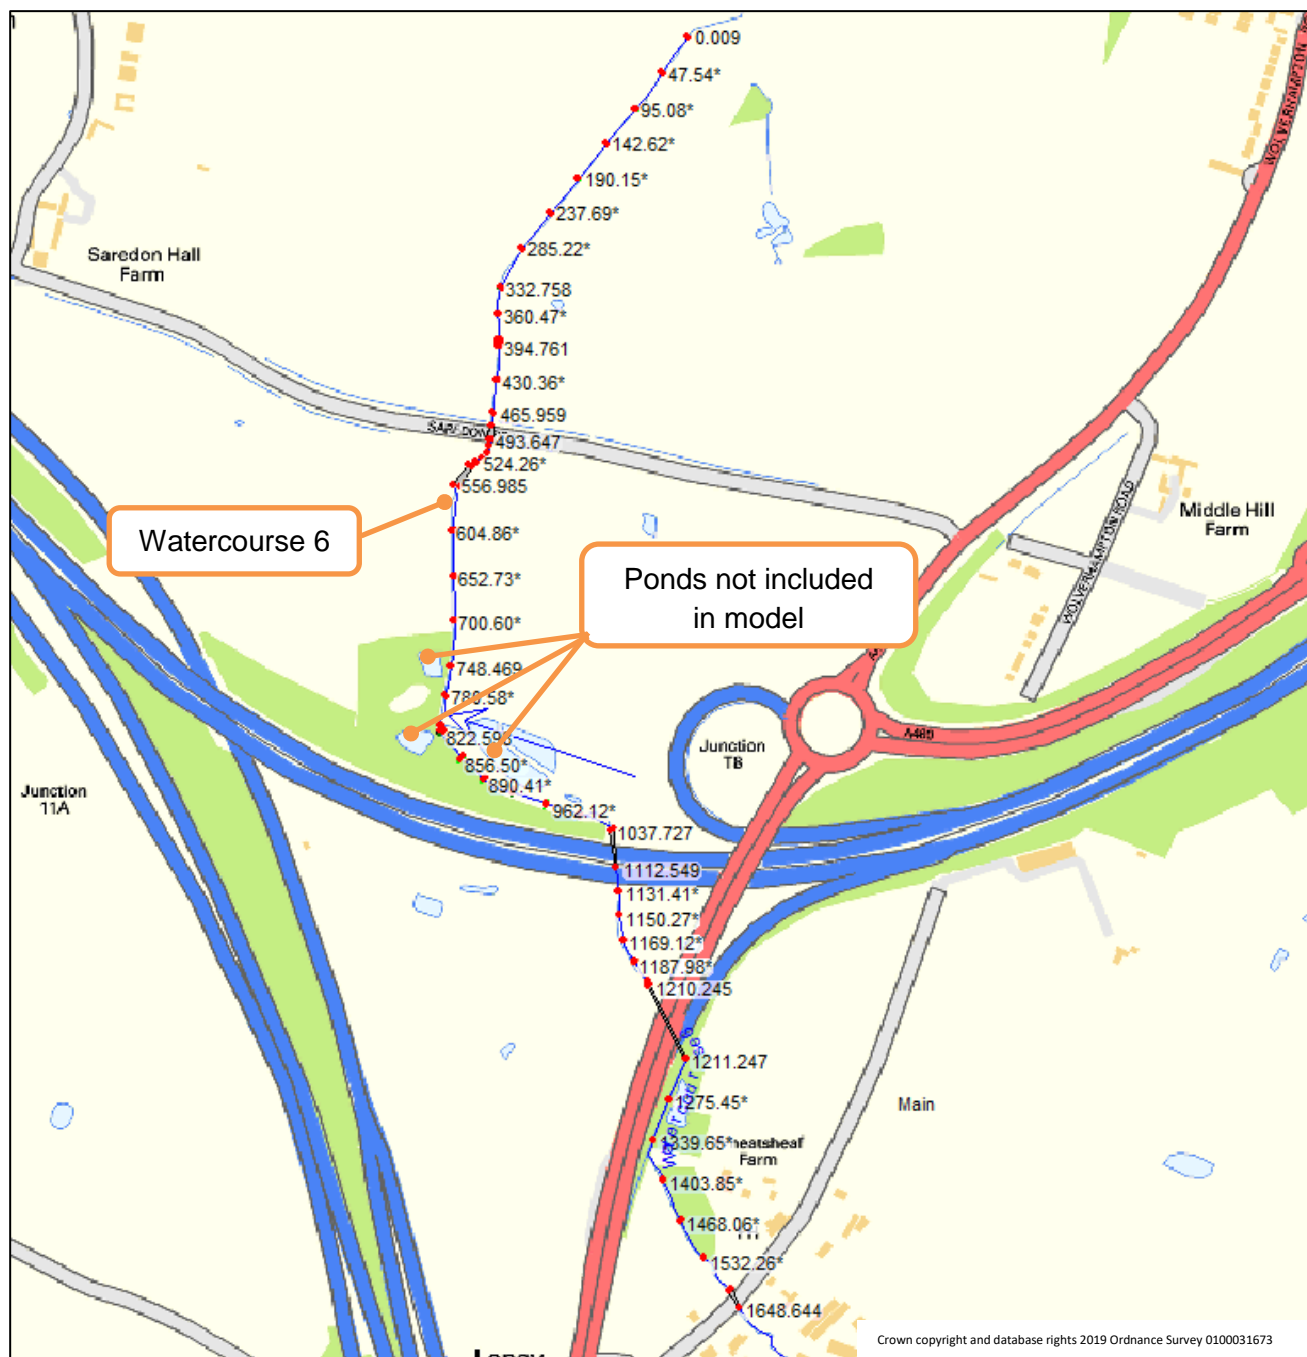 0.009
47.54*
95.08*
142.62*
190.15*
237.69*
285.22*
332.758
360.47*
394.761
430.36*
465.959
493.647
524.26*
556.985
604.86*
652.73*
700.60*
748.469
780.58*
856.50*
890.41*
962.12*
1037.727
1112.549
1131.41*
1150.27*
1169.12*
1187.98*
1210.245
1211.247
1275.45*
1339.65*
1403.85*
1468.06*
1532.26*
1648.644
Saredon Hall
Farm
WOLVERHAMPTON
Watercourse 6
Ponds not included
in model
Middle Hill
Farm
WOLVERHAMPTON ROAD
Junction
11A
Junction
T8
Main
Farm
Crown copyright and database rights 2019 Ordnance Survey 0100031673